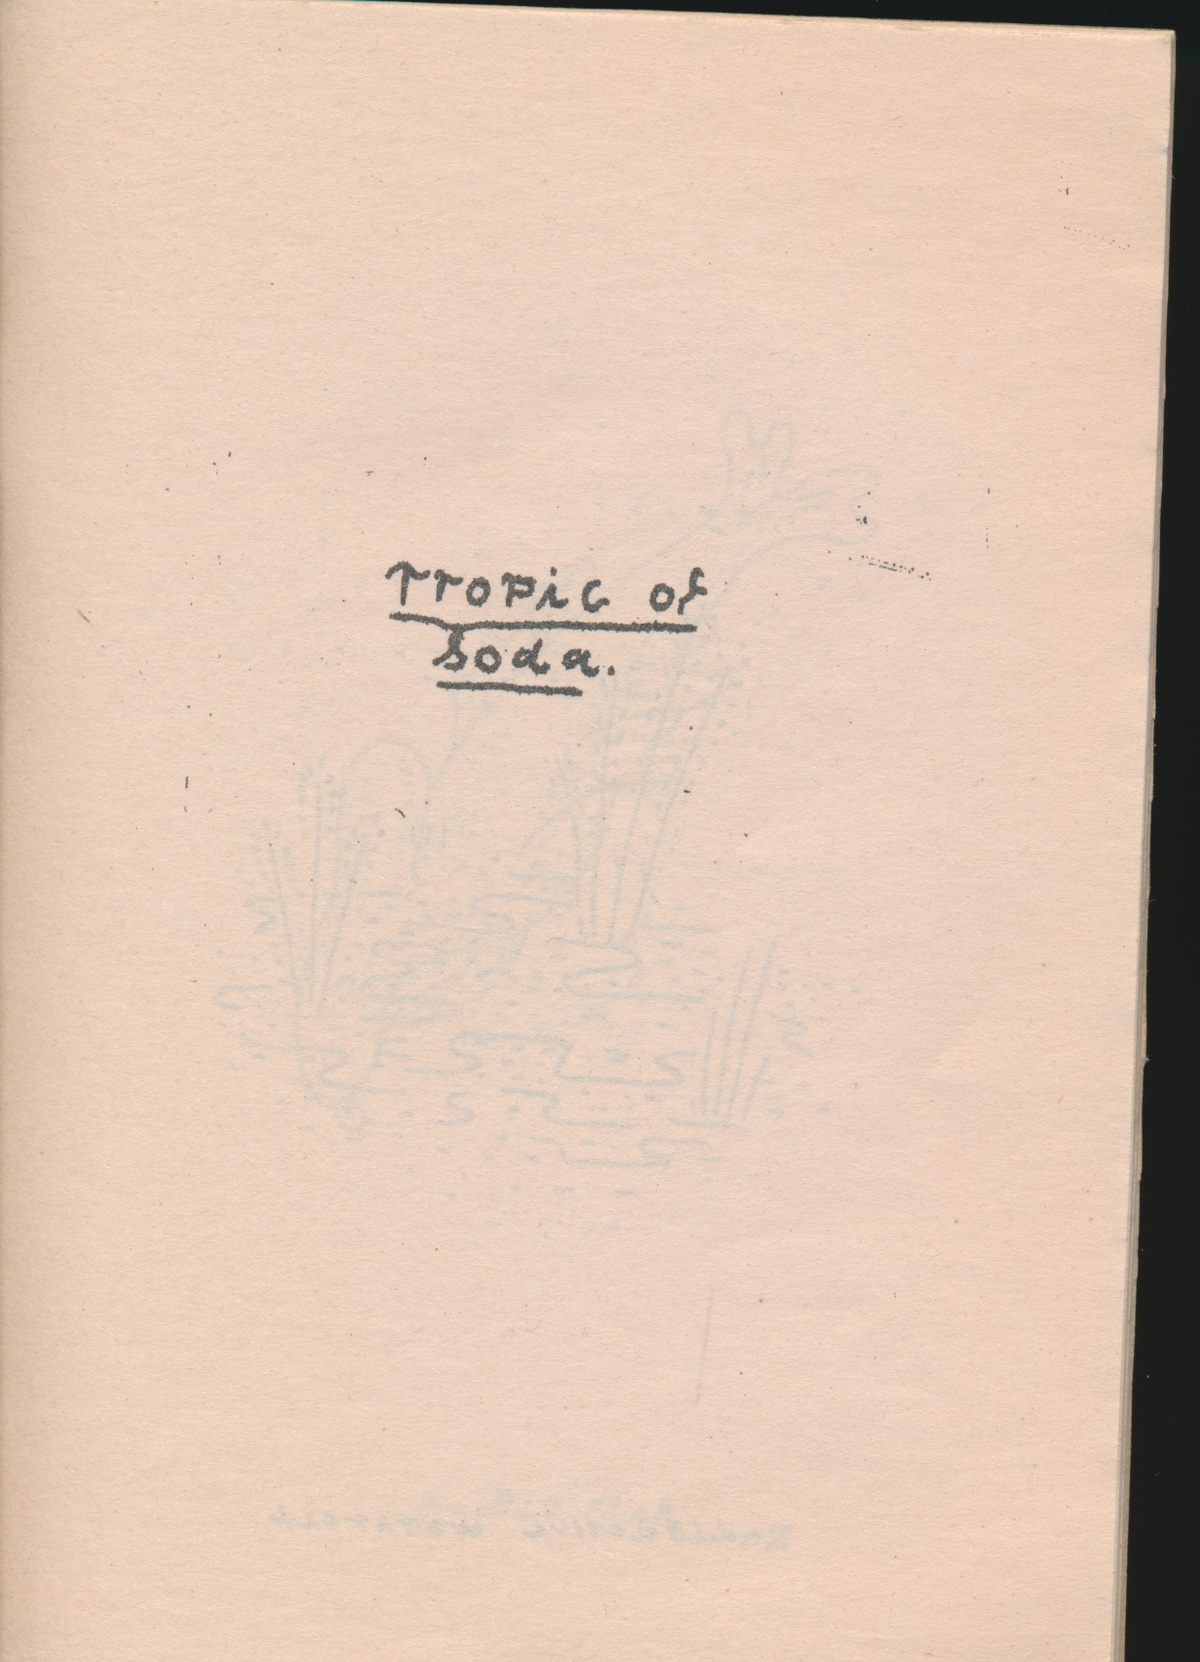 Tropic of
Soda.